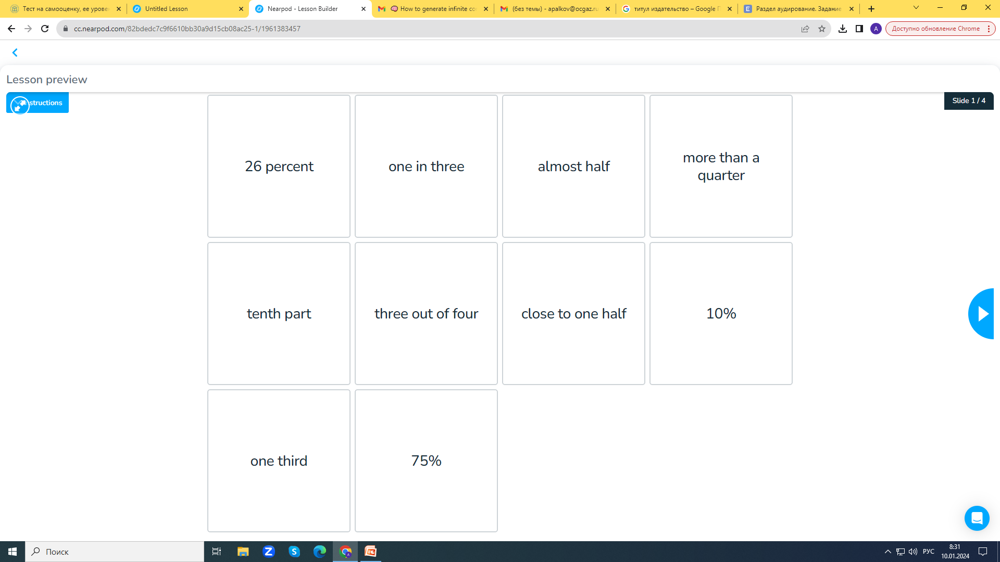 Тест на самооценку, ее урове
Untitled Lesson
Nearpod - Lesson Builder
How to generate infinite co
(без темы) - apalkov@ocgaz.ru
титул издательство – Google П
Раздел аудирование. Задание
cc.nearpod.com/82bdedc7c9f6610bb30a9d15cb08ac25-1/1961383457
A
Доступно обновление Chrome
Lesson preview
structions
Slide 1 / 4
26 percent
one in three
almost half
more than a
quarter
tenth part
three out of four
close to one half
10%
one third
75%
Поиск
РУС
8:31
10.01.2024